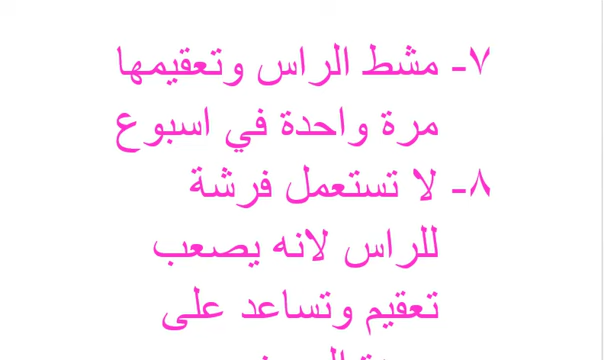 ٧- مشط الراس وتعقيمها
مرة واحدة في اسبوع
٨- لا تستعمل فرشة
للراس لانه يصعب
تعقيم وتساعد على